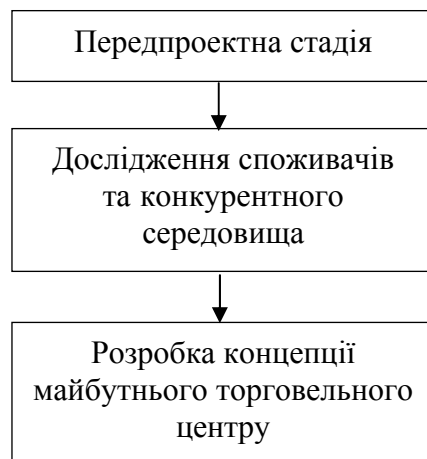 Передпроектна стадія
Дослідження споживачів
та конкурентного
середовища
Розробка концепції
майбутнього торговельного
центру